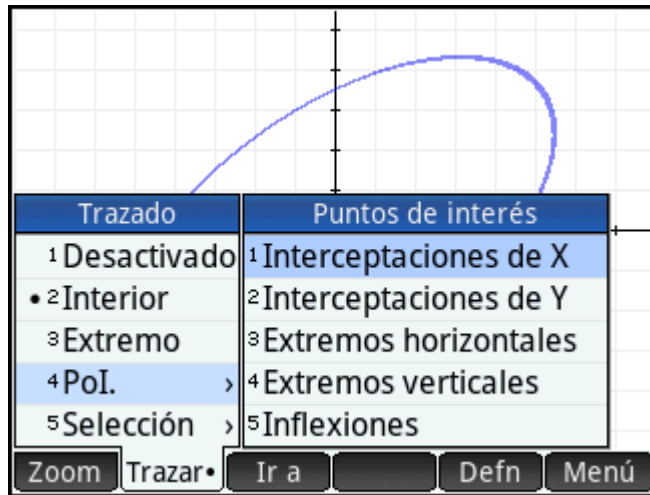 Trazado
1 Desactivado
• 2 Interior
3 Extremo
4 PoI. ›
5 Selección ›
Puntos de interés
1 Interceptaciones de X
2 Interceptaciones de Y
3 Extremos horizontales
4 Extremos verticales
5 Inflexiones
Zoom Trazar• Ir a Defn Menú